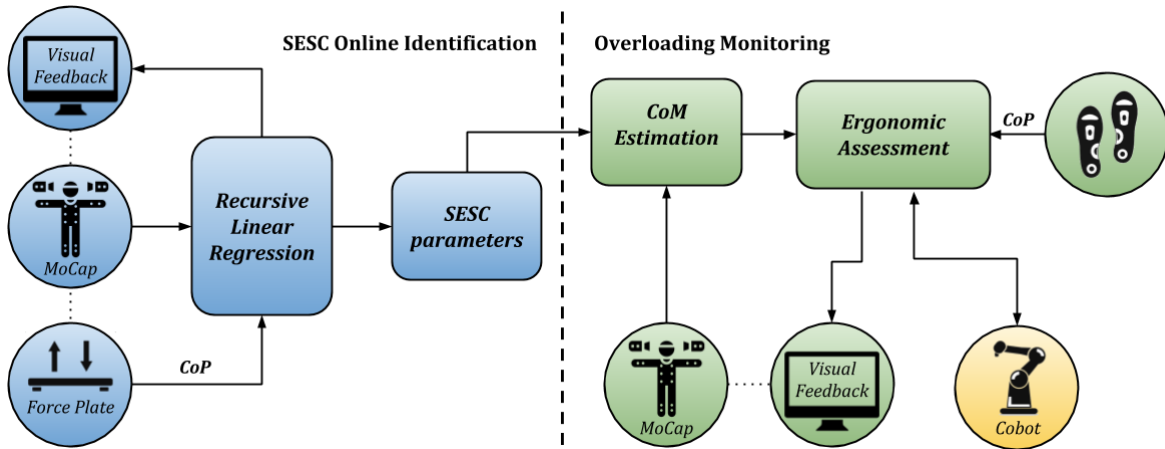 SESC Online Identification
Visual
Feedback
MoCap
Force Plate
CoP
Recursive
Linear
Regression
SESC
parameters
Overloading Monitoring
CoM
Estimation
Ergonomic
Assessment
CoP
MoCap
Visual
Feedback
Cobot